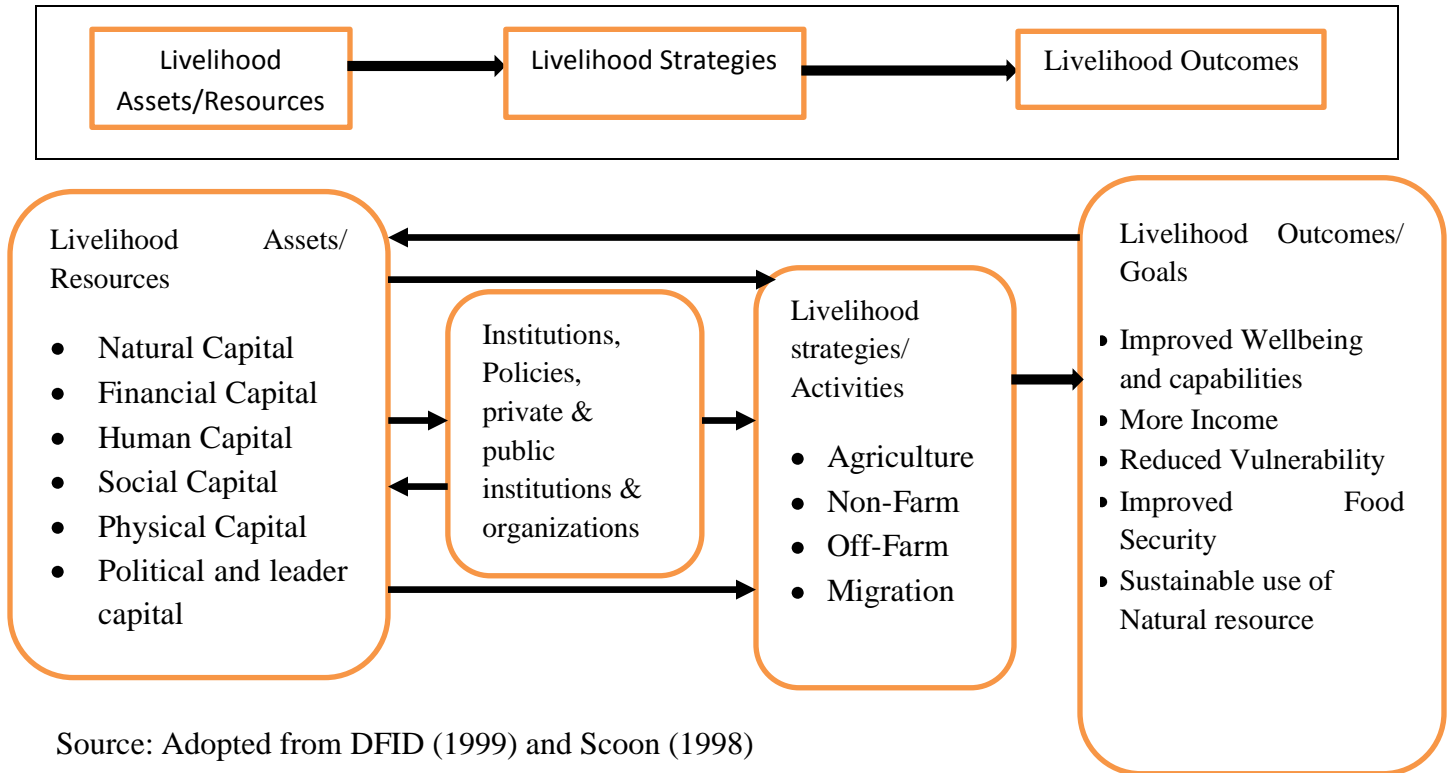 Livelihood
Assets/Resources
Livelihood Strategies
Livelihood Outcomes
Livelihood Assets/
Resources
● Natural Capital
● Financial Capital
● Human Capital
● Social Capital
● Physical Capital
● Political and leader
capital
Institutions,
Policies,
private &
public
institutions &
organizations
Livelihood
strategies/
Activities
● Agriculture
● Non-Farm
● Off-Farm
● Migration
Livelihood Outcomes/
Goals
• Improved Wellbeing
and capabilities
• More Income
• Reduced Vulnerability
• Improved Food
Security
• Sustainable use of
Natural resource
Source: Adopted from DFID (1999) and Scoon (1998)